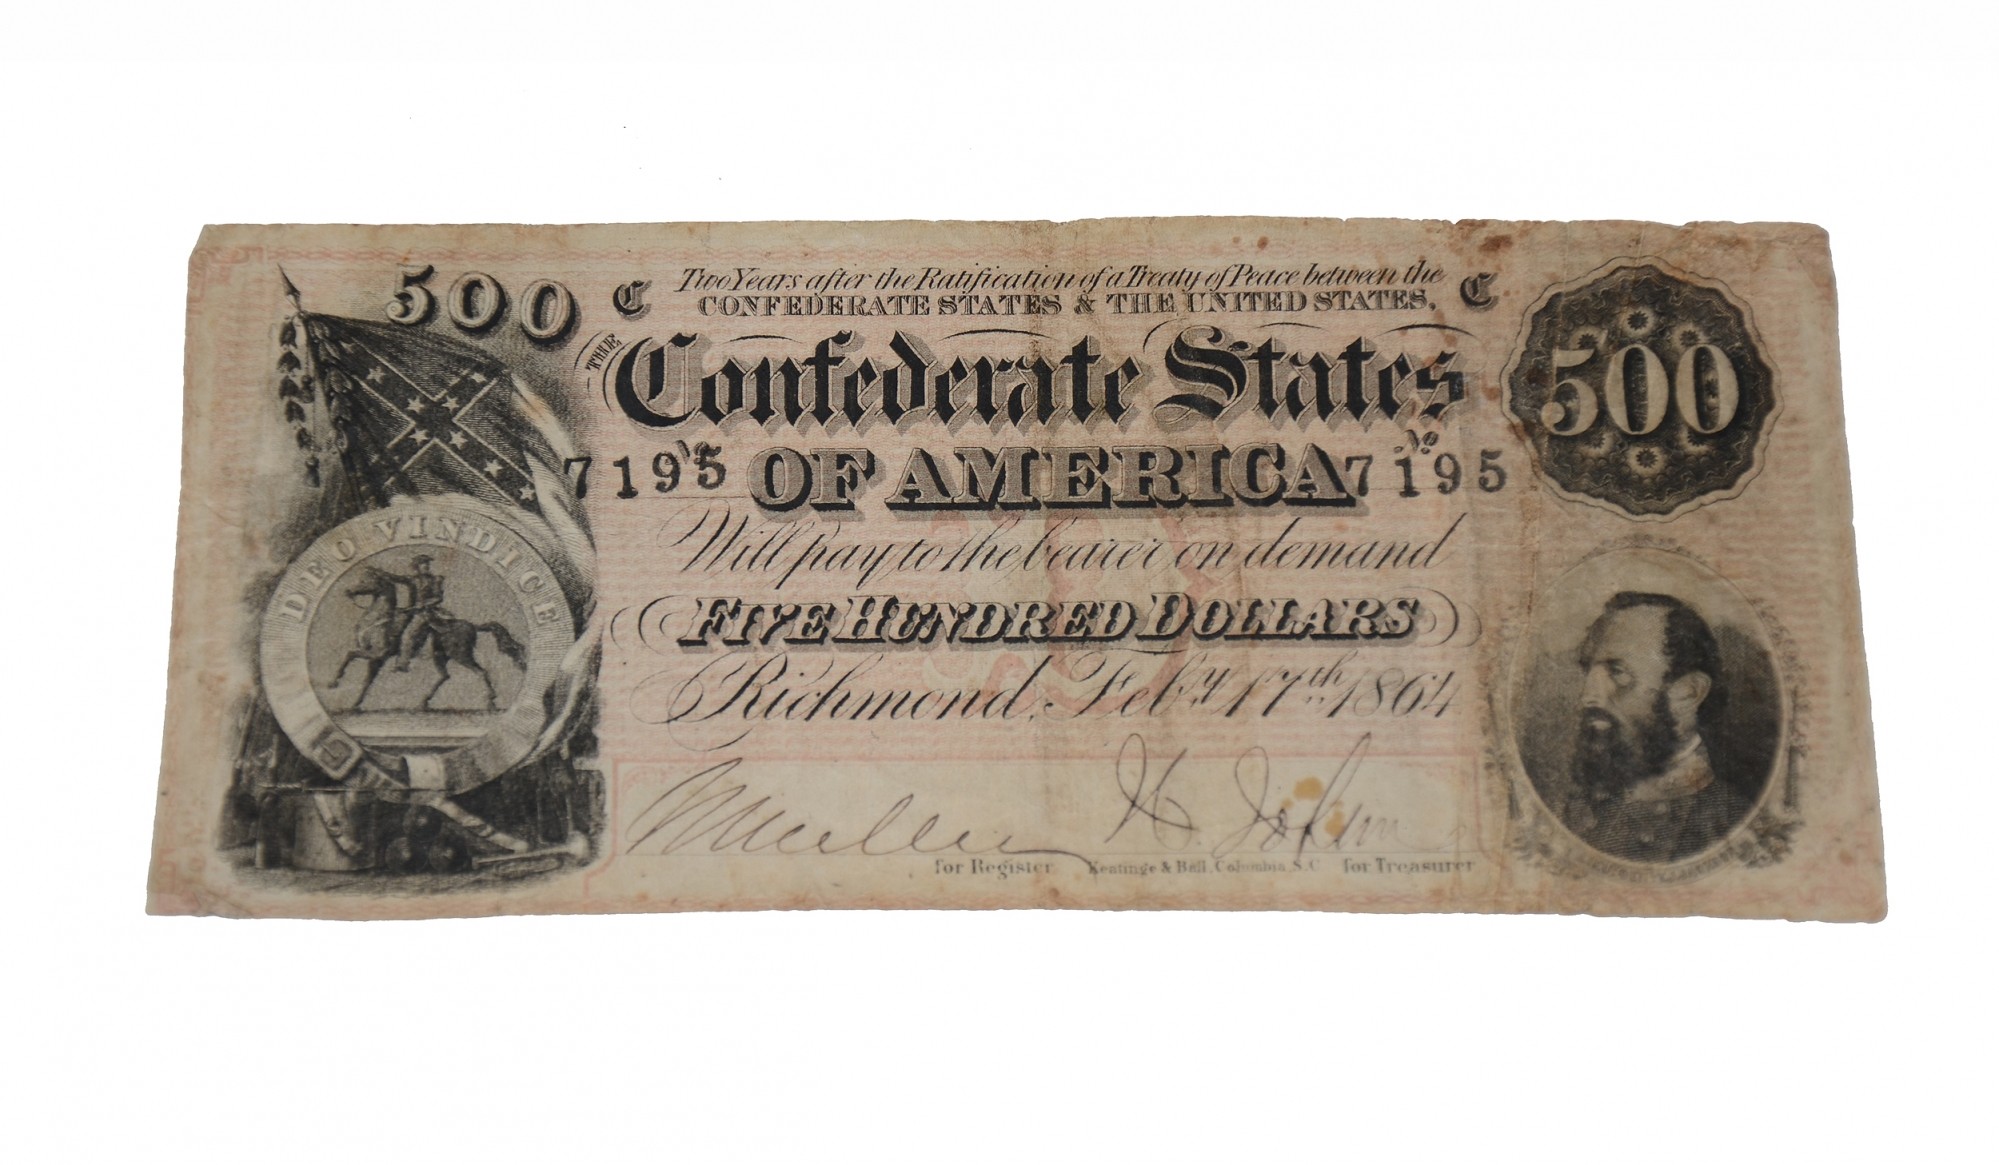 500
C Two Years after the Ratification of a Treaty of Peace between the C
CONFEDERATE STATES & THE UNITED STATES,
500
THE Confederate States
No 7195 OF AMERICA No 7195
Will pay to the bearer on demand
FIVE HUNDRED DOLLARS
Richmond, Feby. 17th 1864
DEO VINDICE
for Register Keatinge & Ball, Columbia, S.C. for Treasurer